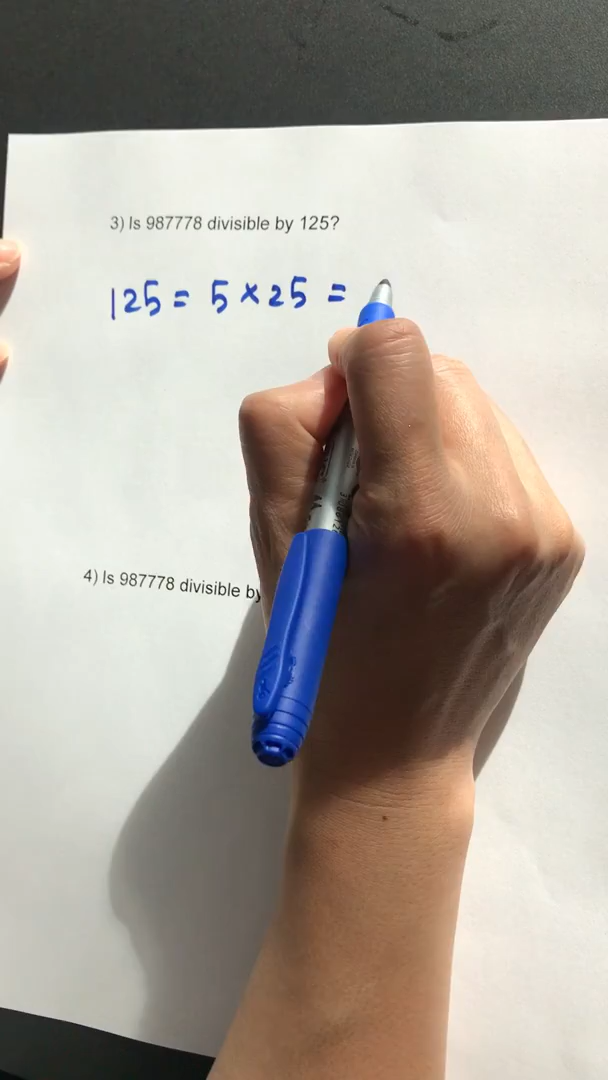 3) Is 987778 divisible by 125?
125 = 5 × 25 =
4) Is 987778 divisible by